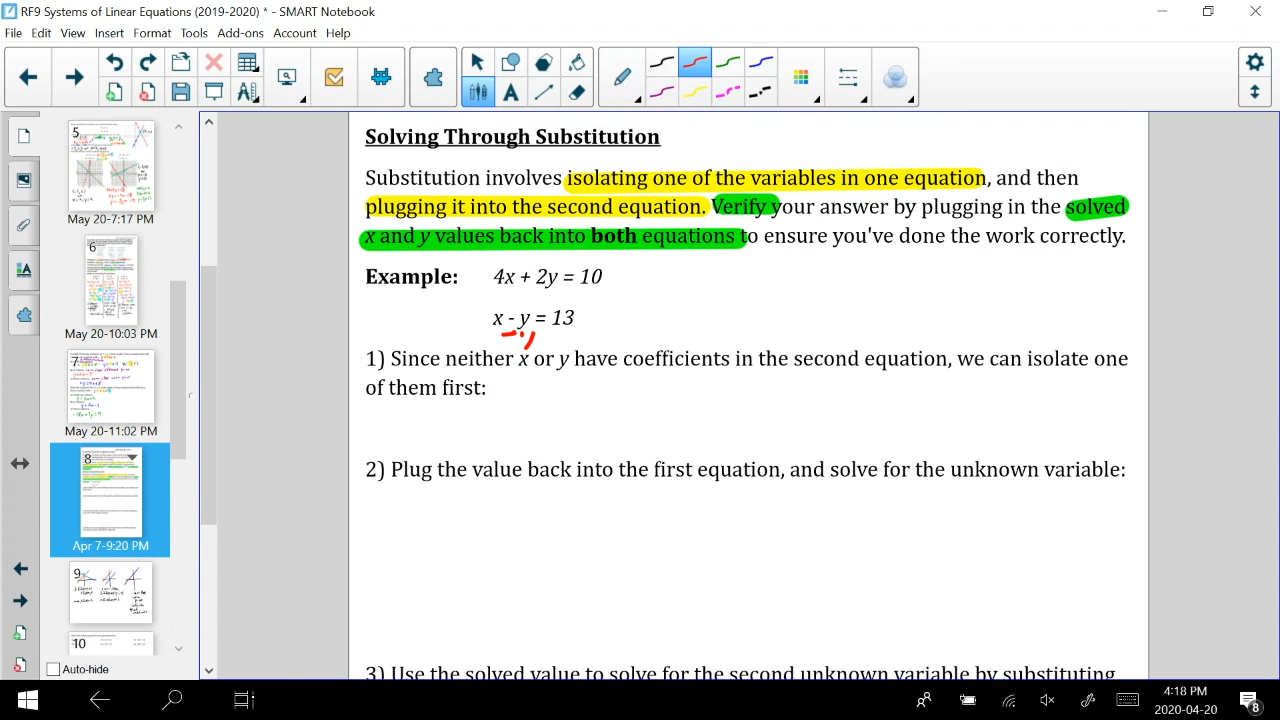 RF9 Systems of Linear Equations (2019-2020) * - SMART Notebook
File Edit View Insert Format Tools Add-ons Account Help
Solving Through Substitution
Substitution involves isolating one of the variables in one equation, and then
plugging it into the second equation. Verify your answer by plugging in the solved
x and y values back into both equations to ensure you've done the work correctly.
Example: 4x + 2y = 10
x - y = 13
1) Since neither x or y have coefficients in the second equation, we can isolate one
of them first:
2) Plug the value back into the first equation, and solve for the unknown variable:
3) Use the solved value to solve for the second unknown variable by substituting
5
May 20-7:17 PM
6
May 20-10:03 PM
7
May 20-11:02 PM
8
Apr 7-9:20 PM
9
10
Auto-hide
4:18 PM
2020-04-20
8